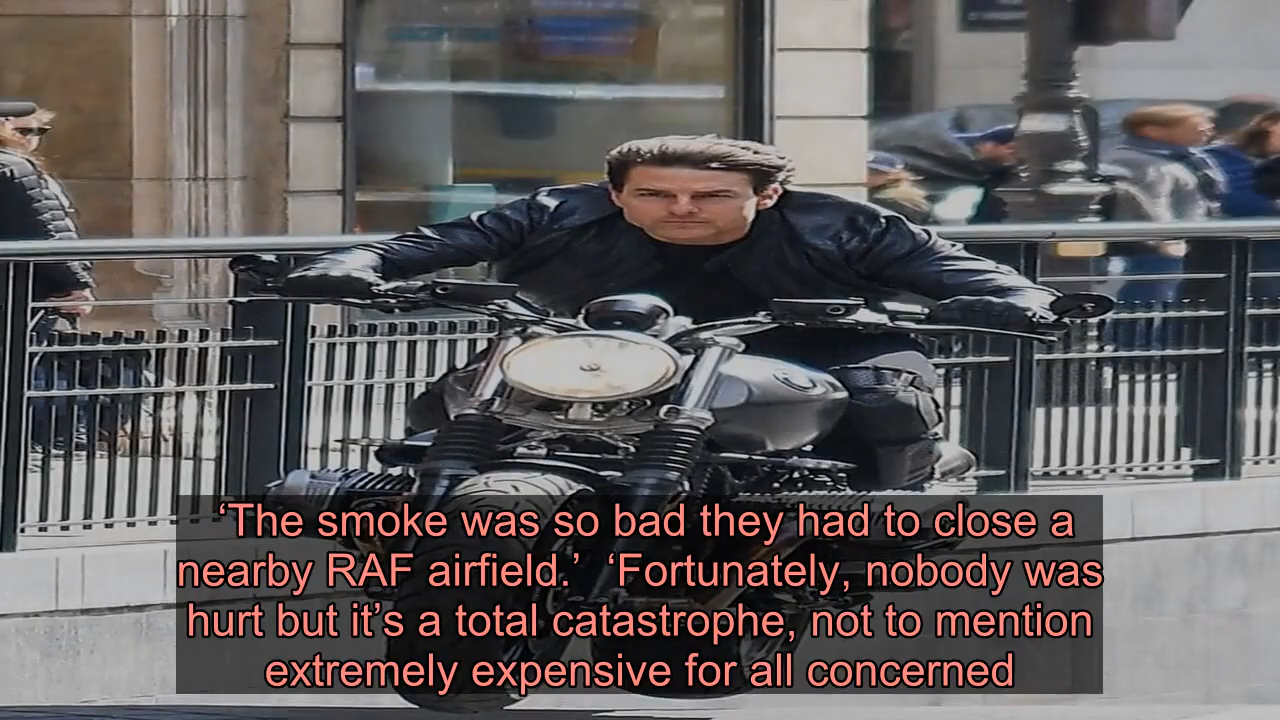 ‘The smoke was so bad they had to close a
nearby RAF airfield.’  ‘Fortunately, nobody was
hurt but it’s a total catastrophe, not to mention
extremely expensive for all concerned